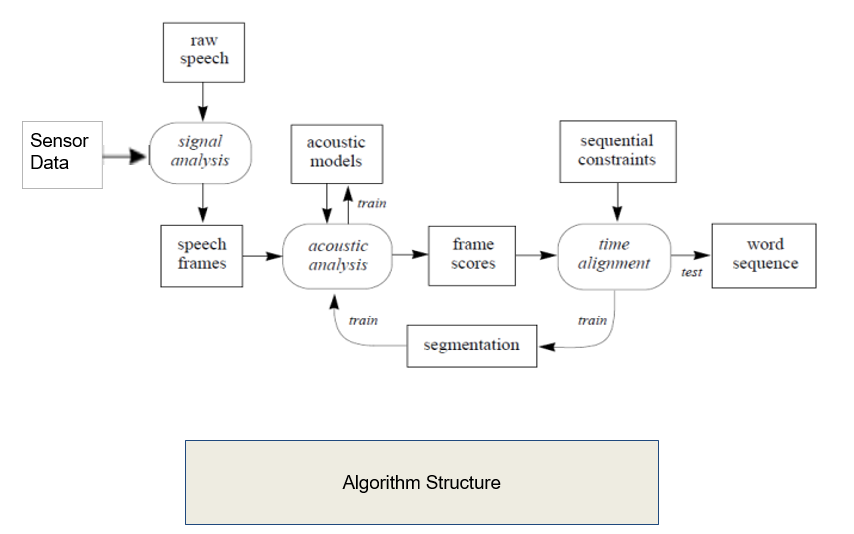 raw
speech
Sensor
Data
signal
analysis
acoustic
models
sequential
constraints
train
speech
frames
acoustic
analysis
frame
scores
time
alignment
test
word
sequence
train
segmentation
train
Algorithm Structure